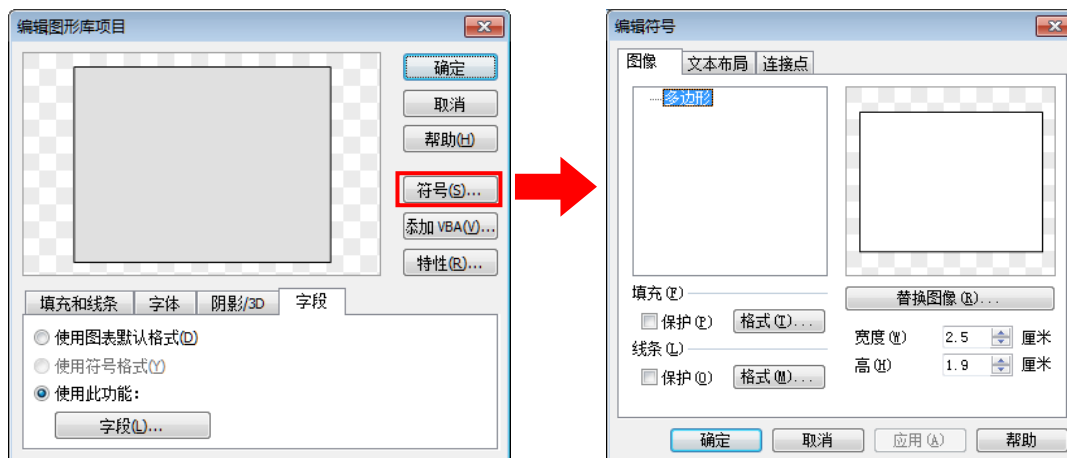 编辑图形库项目
确定
取消
帮助(H)
符号(S)...
添加 VBA(V)...
特性(R)...
填充和线条 字体 阴影/3D 字段
使用图表默认格式(D)
使用符号格式(Y)
使用此功能：
字段(L)...
编辑符号
图像 文本布局 连接点
多边形
填充(F)
保护(P) 格式(T)...
线条(L)
保护(O) 格式(M)...
替换图像(R)...
宽度(W) 2.5 厘米
高(H) 1.9 厘米
确定 取消 应用(A) 帮助